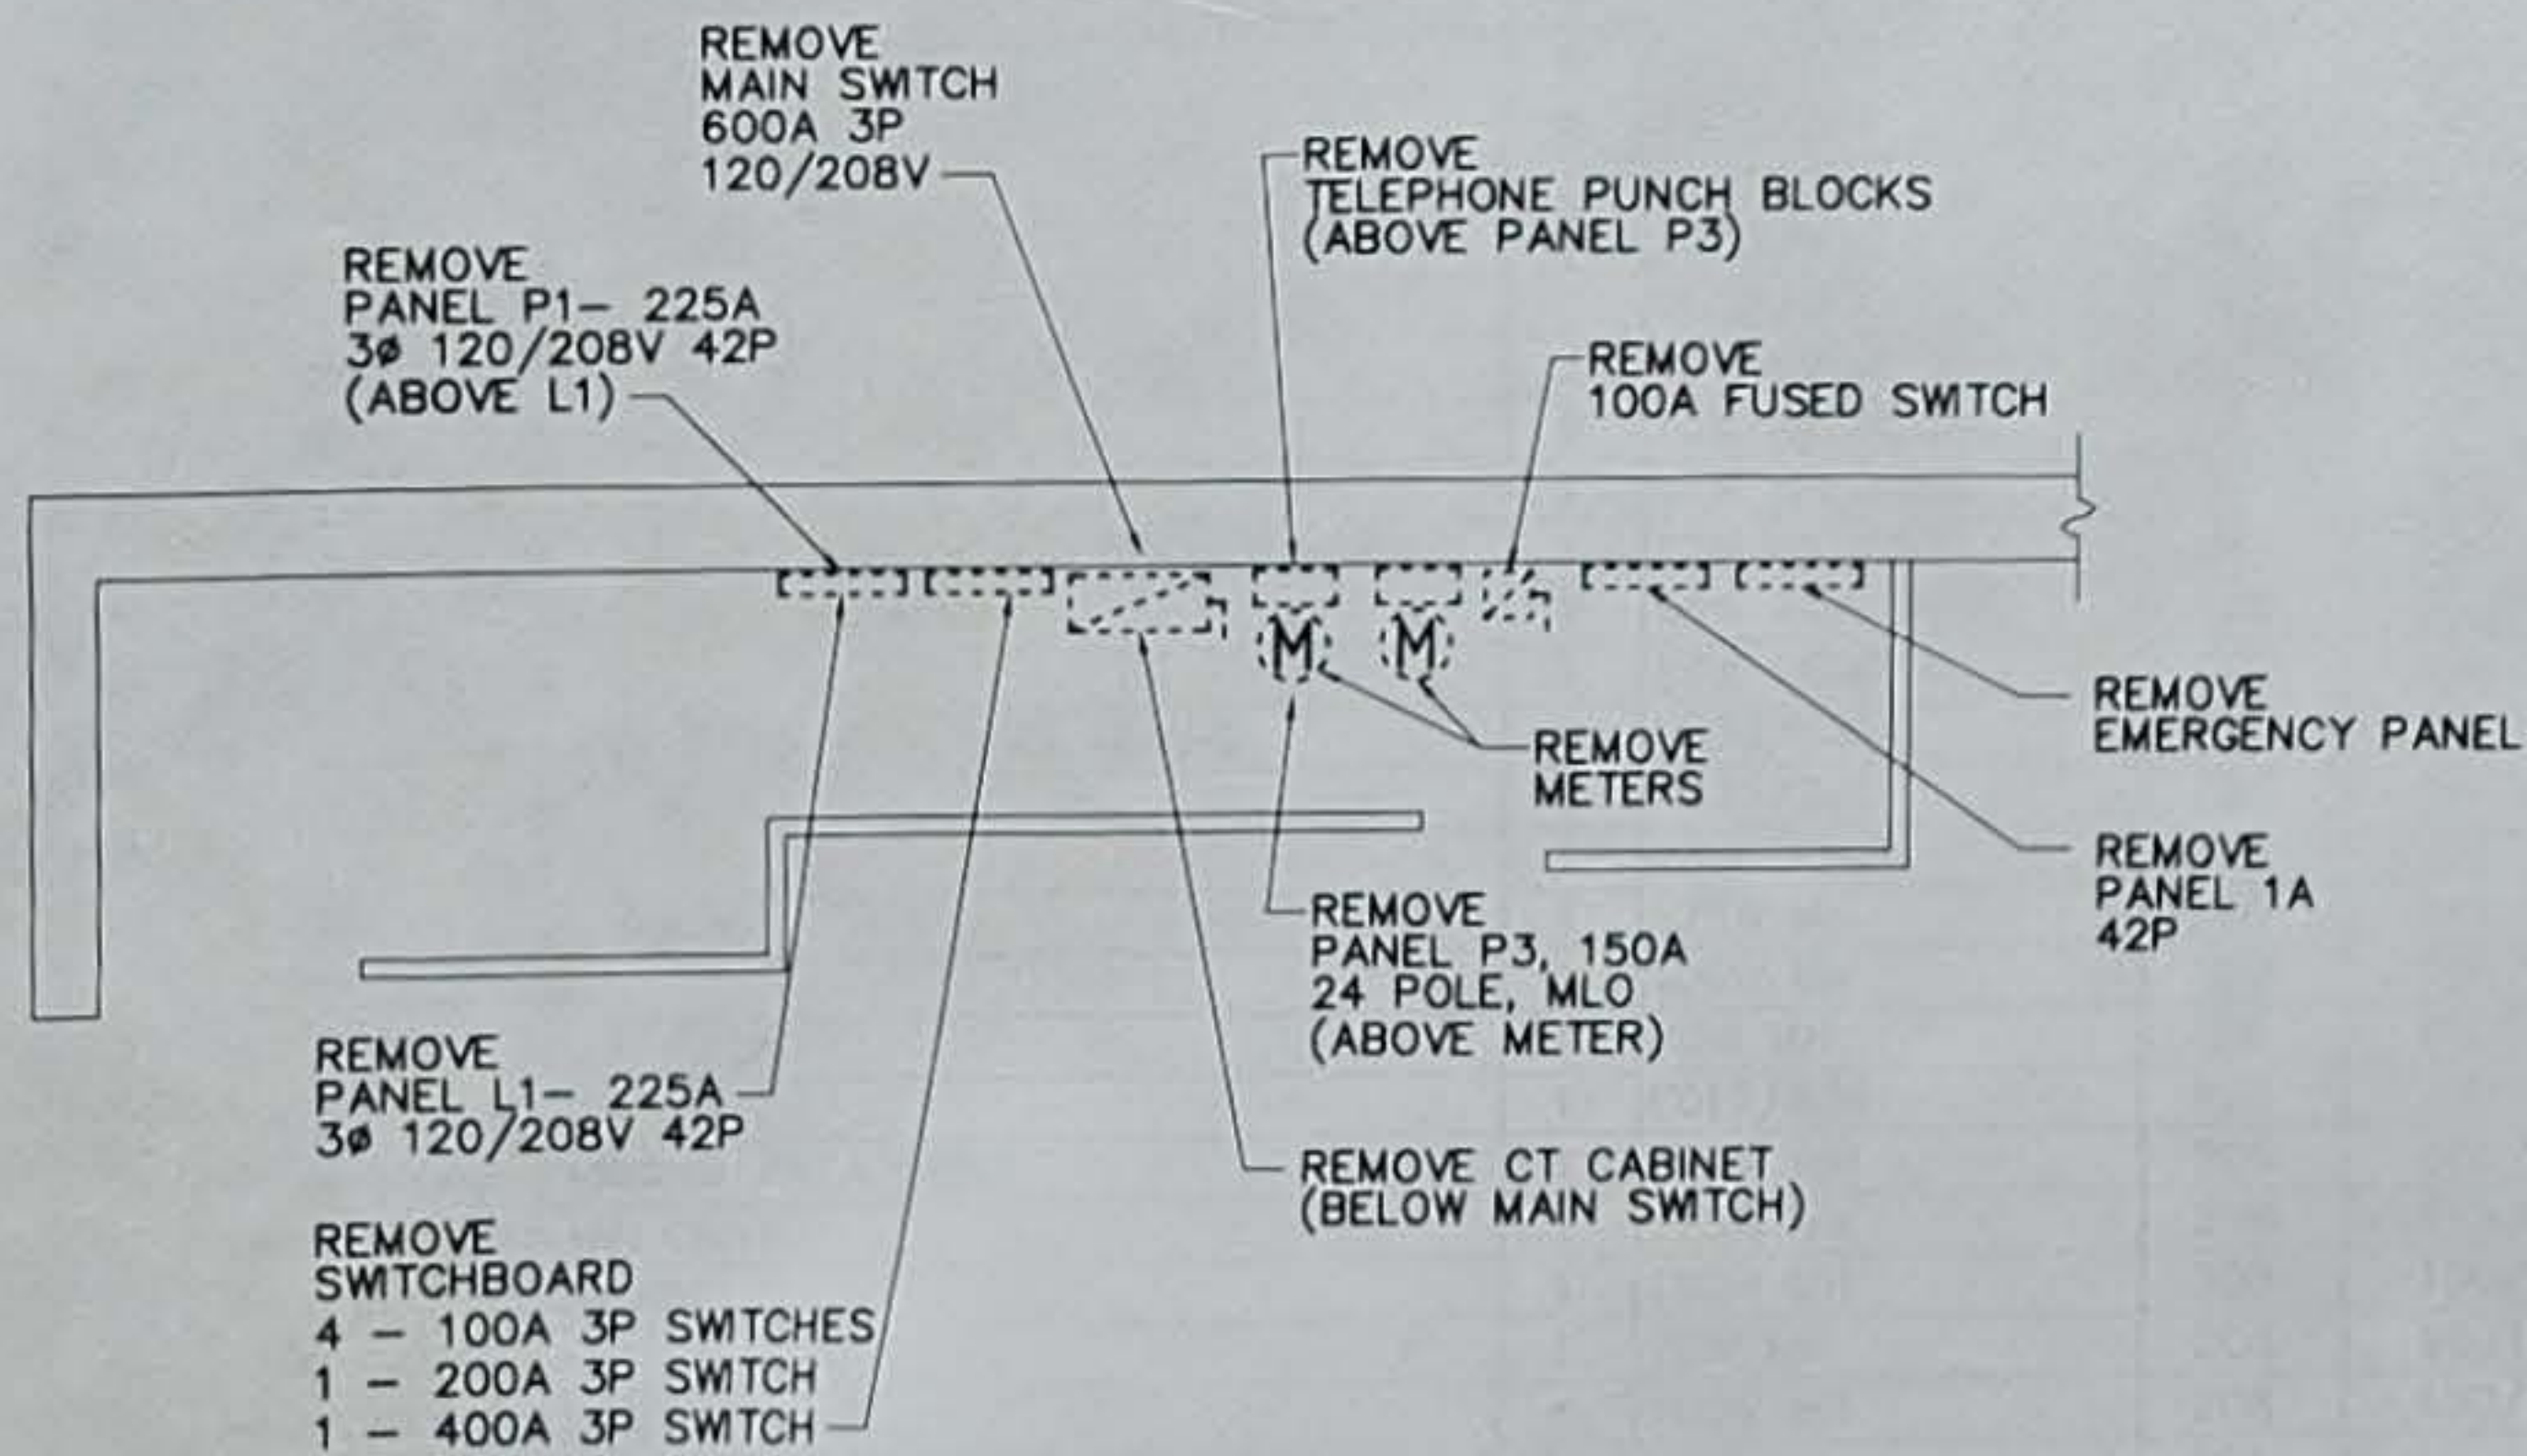 REMOVE
MAIN SWITCH
600A 3P
120/208V
REMOVE
TELEPHONE PUNCH BLOCKS
(ABOVE PANEL P3)
REMOVE
PANEL P1- 225A
3ø 120/208V 42P
(ABOVE L1)
REMOVE
100A FUSED SWITCH
M
M
REMOVE
EMERGENCY PANEL
REMOVE
METERS
REMOVE
PANEL 1A
42P
REMOVE
PANEL P3, 150A
24 POLE, MLO
(ABOVE METER)
REMOVE
PANEL L1- 225A
3ø 120/208V 42P
REMOVE CT CABINET
(BELOW MAIN SWITCH)
REMOVE
SWITCHBOARD
4 - 100A 3P SWITCHES
1 - 200A 3P SWITCH
1 - 400A 3P SWITCH